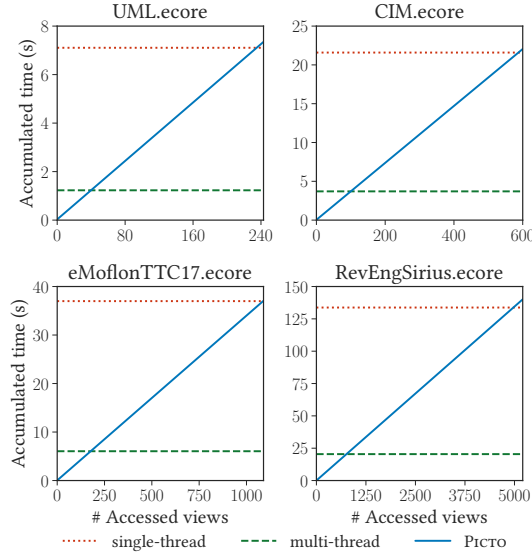 UML.ecore
CIM.ecore
Accumulated time (s)
8
6
4
2
0
0 80 160 240
25
20
15
10
5
0
0 200 400 600
eMoflonTTC17.ecore
RevEngSirius.ecore
Accumulated time (s)
40
30
20
10
0
0 250 500 750 1000
# Accessed views
150
125
100
75
50
25
0
0 1250 2500 3750 5000
# Accessed views
single-thread multi-thread PICTO